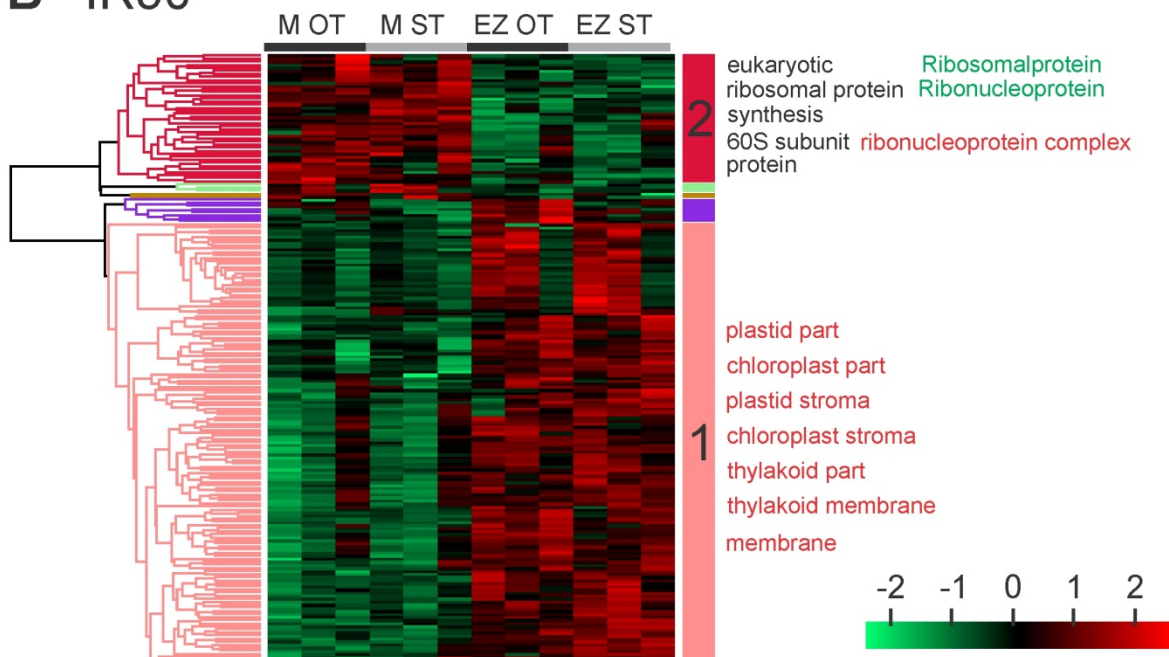 M OT M ST EZ OT EZ ST
eukaryotic Ribosomalprotein
ribosomal protein Ribonucleoprotein
synthesis
60S subunit ribonucleoprotein complex
protein
2
plastid part
chloroplast part
plastid stroma
chloroplast stroma
1
thylakoid part
thylakoid membrane
membrane
-2 -1 0 1 2